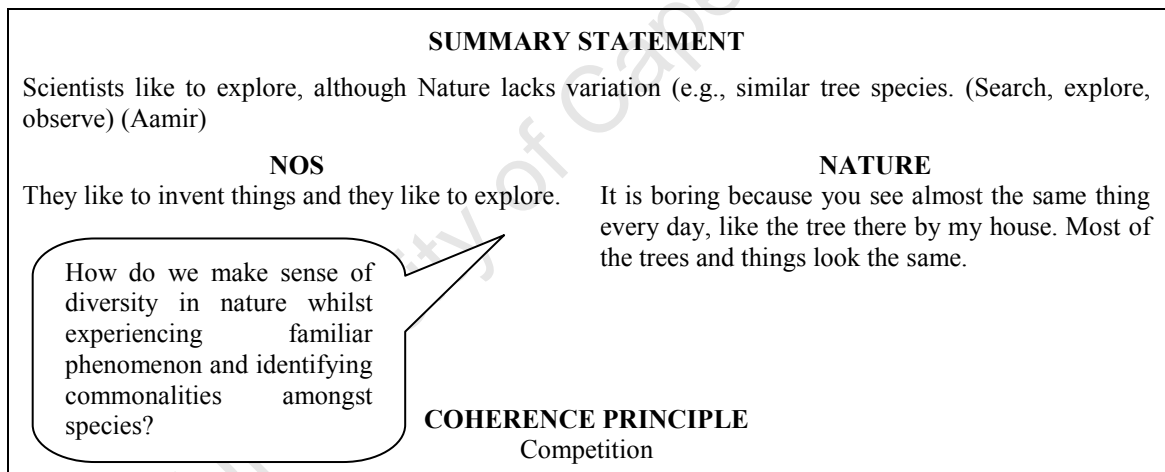 SUMMARY STATEMENT
Scientists like to explore, although Nature lacks variation (e.g., similar tree species. (Search, explore,
observe) (Aamir)
NOS
They like to invent things and they like to explore.
NATURE
It is boring because you see almost the same thing
every day, like the tree there by my house. Most of
the trees and things look the same.
How do we make sense of
diversity in nature whilst
experiencing familiar
phenomenon and identifying
commonalities amongst
species?
COHERENCE PRINCIPLE
Competition